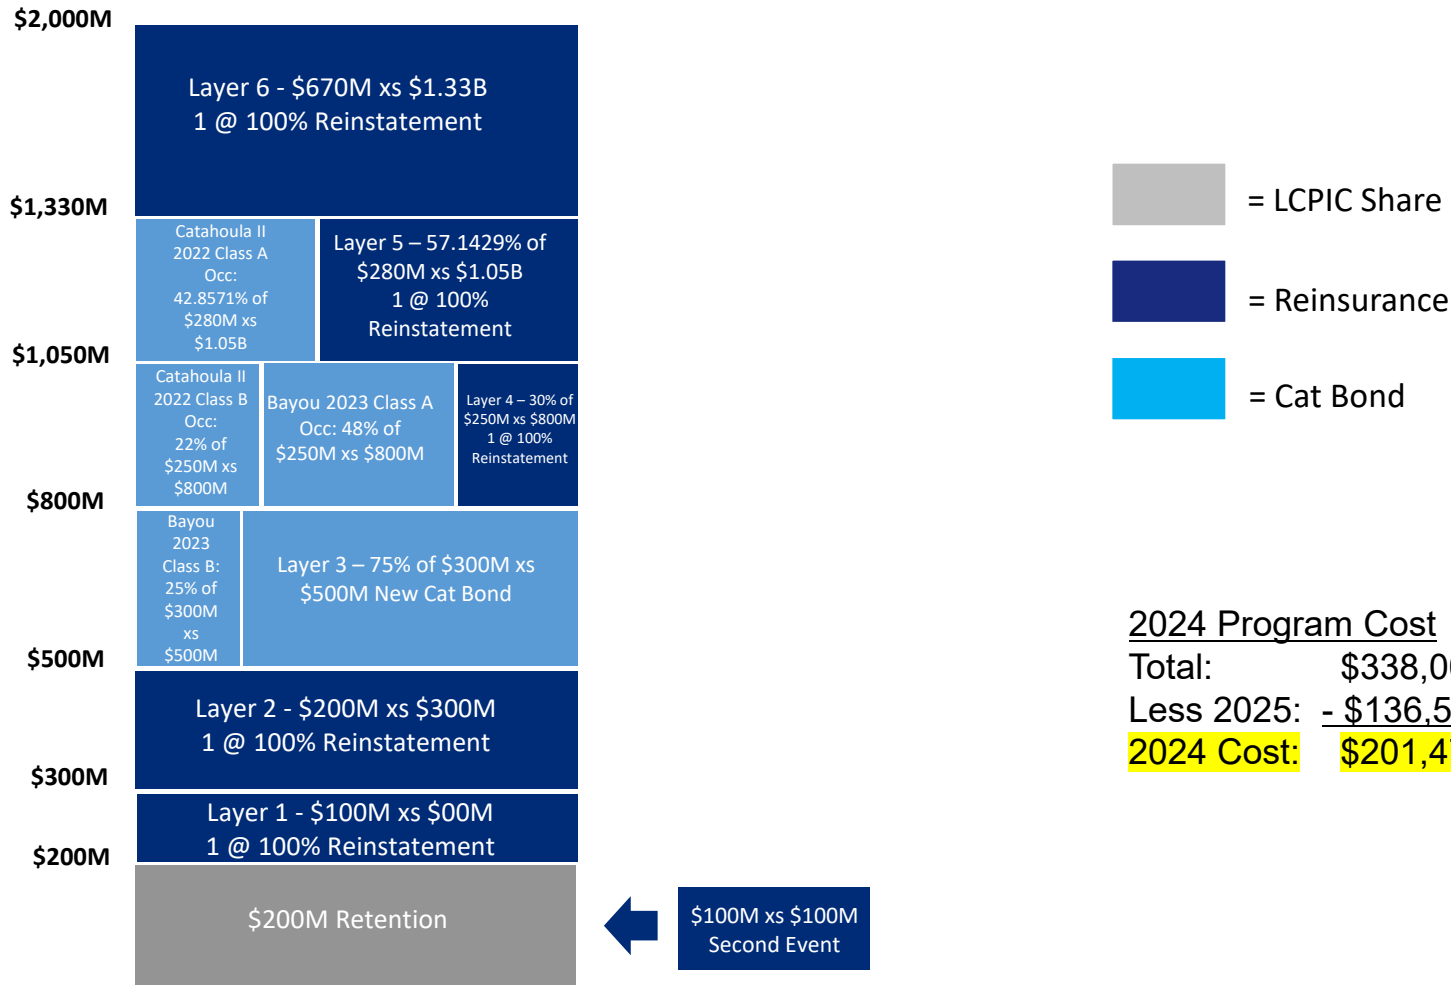 $2,000M
Layer 6 - $670M xs $1.33B
1 @ 100% Reinstatement
$1,330M
Catahoula II
2022 Class A
Occ:
42.8571% of
$280M xs
$1.05B
Layer 5 – 57.1429% of
$280M xs $1.05B
1 @ 100%
Reinstatement
$1,050M
Catahoula II
2022 Class B
Occ:
22% of
$250M xs
$800M
Bayou 2023 Class A
Occ: 48% of
$250M xs $800M
Layer 4 – 30% of
$250M xs $800M
1 @ 100%
Reinstatement
$800M
Bayou
2023
Class B:
25% of
$300M
xs
$500M
Layer 3 – 75% of $300M xs
$500M New Cat Bond
$500M
Layer 2 - $200M xs $300M
1 @ 100% Reinstatement
$300M
Layer 1 - $100M xs $00M
1 @ 100% Reinstatement
$200M
$200M Retention
$100M xs $100M
Second Event
= LCPIC Share
= Reinsurance
= Cat Bond
2024 Program Cost
Total: $338,0
Less 2025: - $136,5
2024 Cost: $201,4